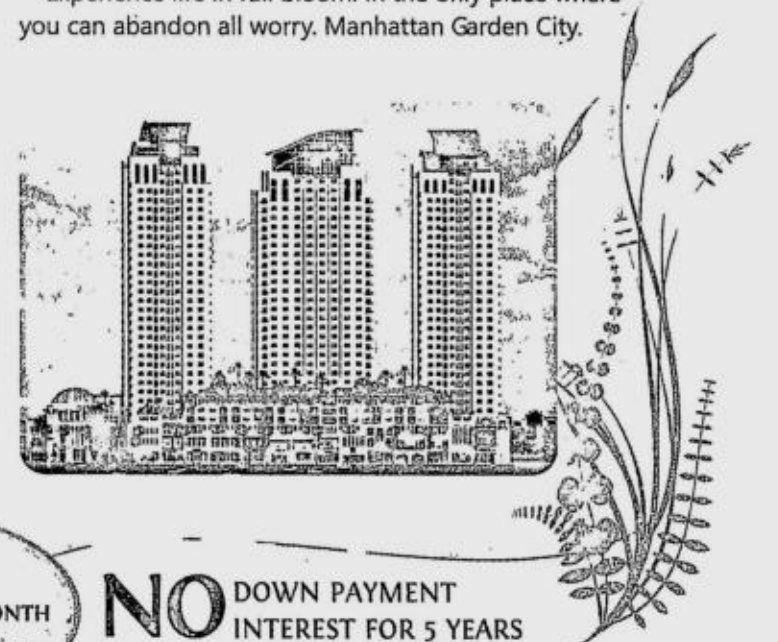 you can abandon all worry. Manhattan Garden City.
NO DOWN PAYMENT
INTEREST FOR 5 YEARS